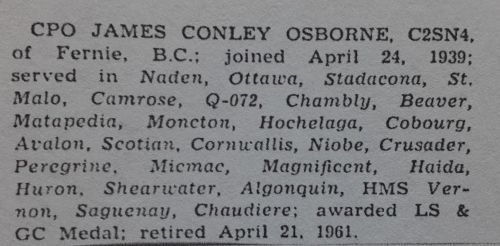 CPO JAMES CONLEY OSBORNE, C2SN4,
of Fernie, B.C.; joined April 24, 1939;
served in Naden, Ottawa, Stadacona, St.
Malo, Camrose, Q-072, Chambly, Beaver,
Matapedia, Moncton, Hochelaga, Cobourg,
Avalon, Scotian, Cornwallis, Niobe, Crusader,
Peregrine, Micmac, Magnificent, Haida,
Huron, Shearwater, Algonquin, HMS Ver-
non, Saguenay, Chaudiere; awarded LS &
GC Medal; retired April 21, 1961.